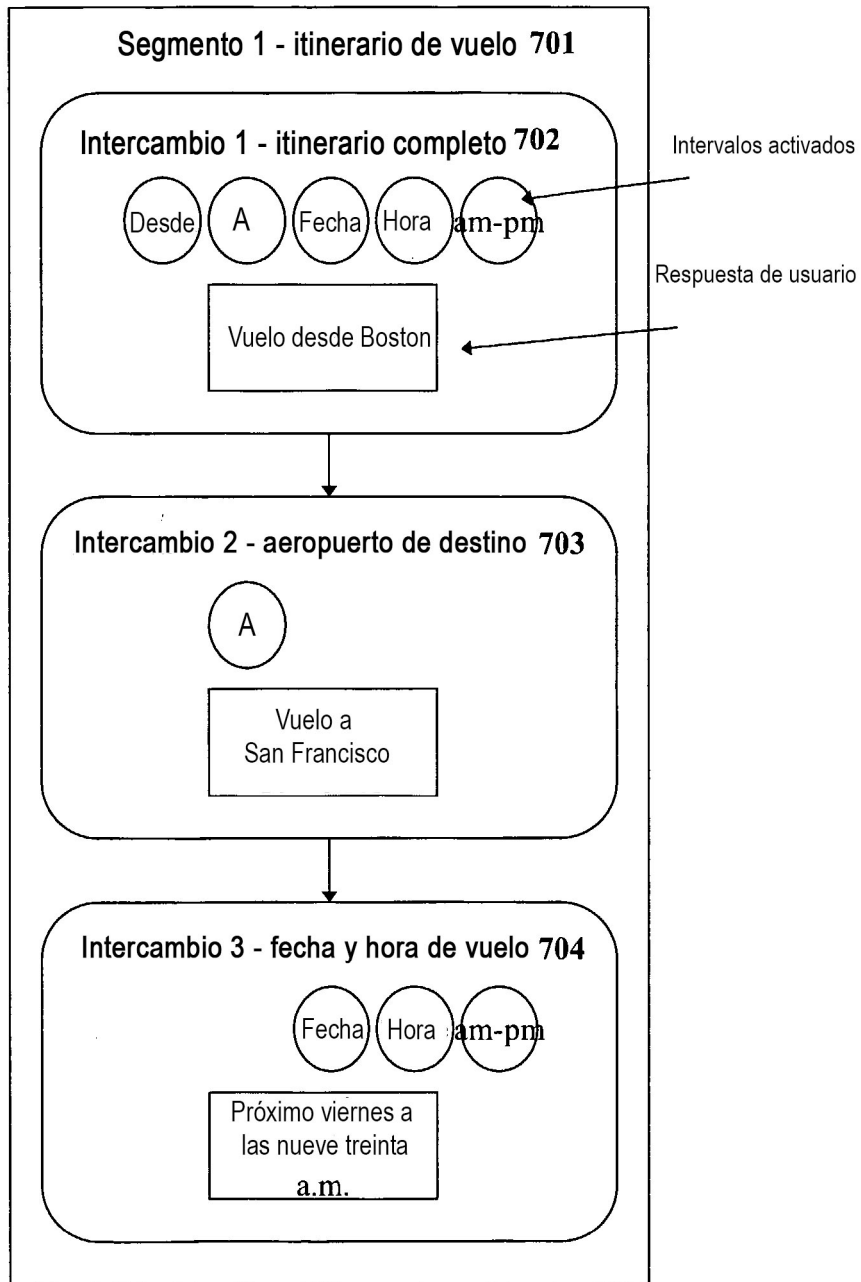 Segmento 1 - itinerario de vuelo 701
Intercambio 1 - itinerario completo 702
Intervalos activados
Desde A Fecha Hora am-pm
Respuesta de usuario
Vuelo desde Boston
Intercambio 2 - aeropuerto de destino 703
A
Vuelo a
San Francisco
Intercambio 3 - fecha y hora de vuelo 704
Fecha Hora am-pm
Próximo viernes a
las nueve treinta
a.m.